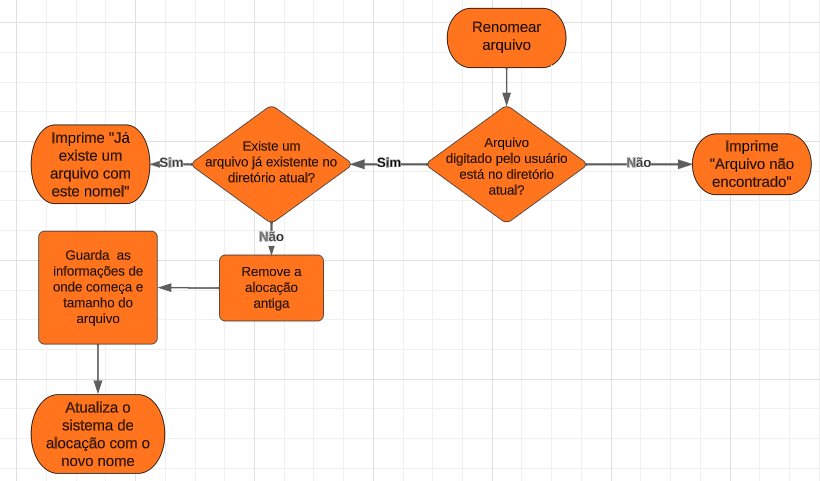 Renomear
arquivo
Arquivo
digitado pelo usuário
está no diretório
atual?
Não
Imprime
"Arquivo não
encontrado"
Sim
Existe um
arquivo já existente no
diretório atual?
Sim
Imprime "Já
existe um
arquivo com
este nome!"
Não
Remove a
alocação
antiga
Guarda as
informações de
onde começa e
tamanho do
arquivo
Atualiza o
sistema de
alocação com o
novo nome